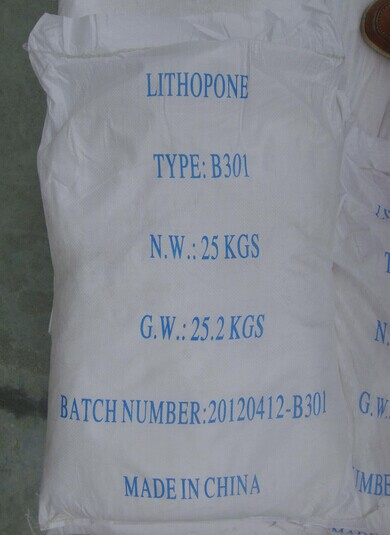 LITHOPONE
TYPE: B301
N.W.: 25 KGS
G.W.: 25.2 KGS
BATCH NUMBER:20120412-B301
MADE IN CHINA
N.
G.W.